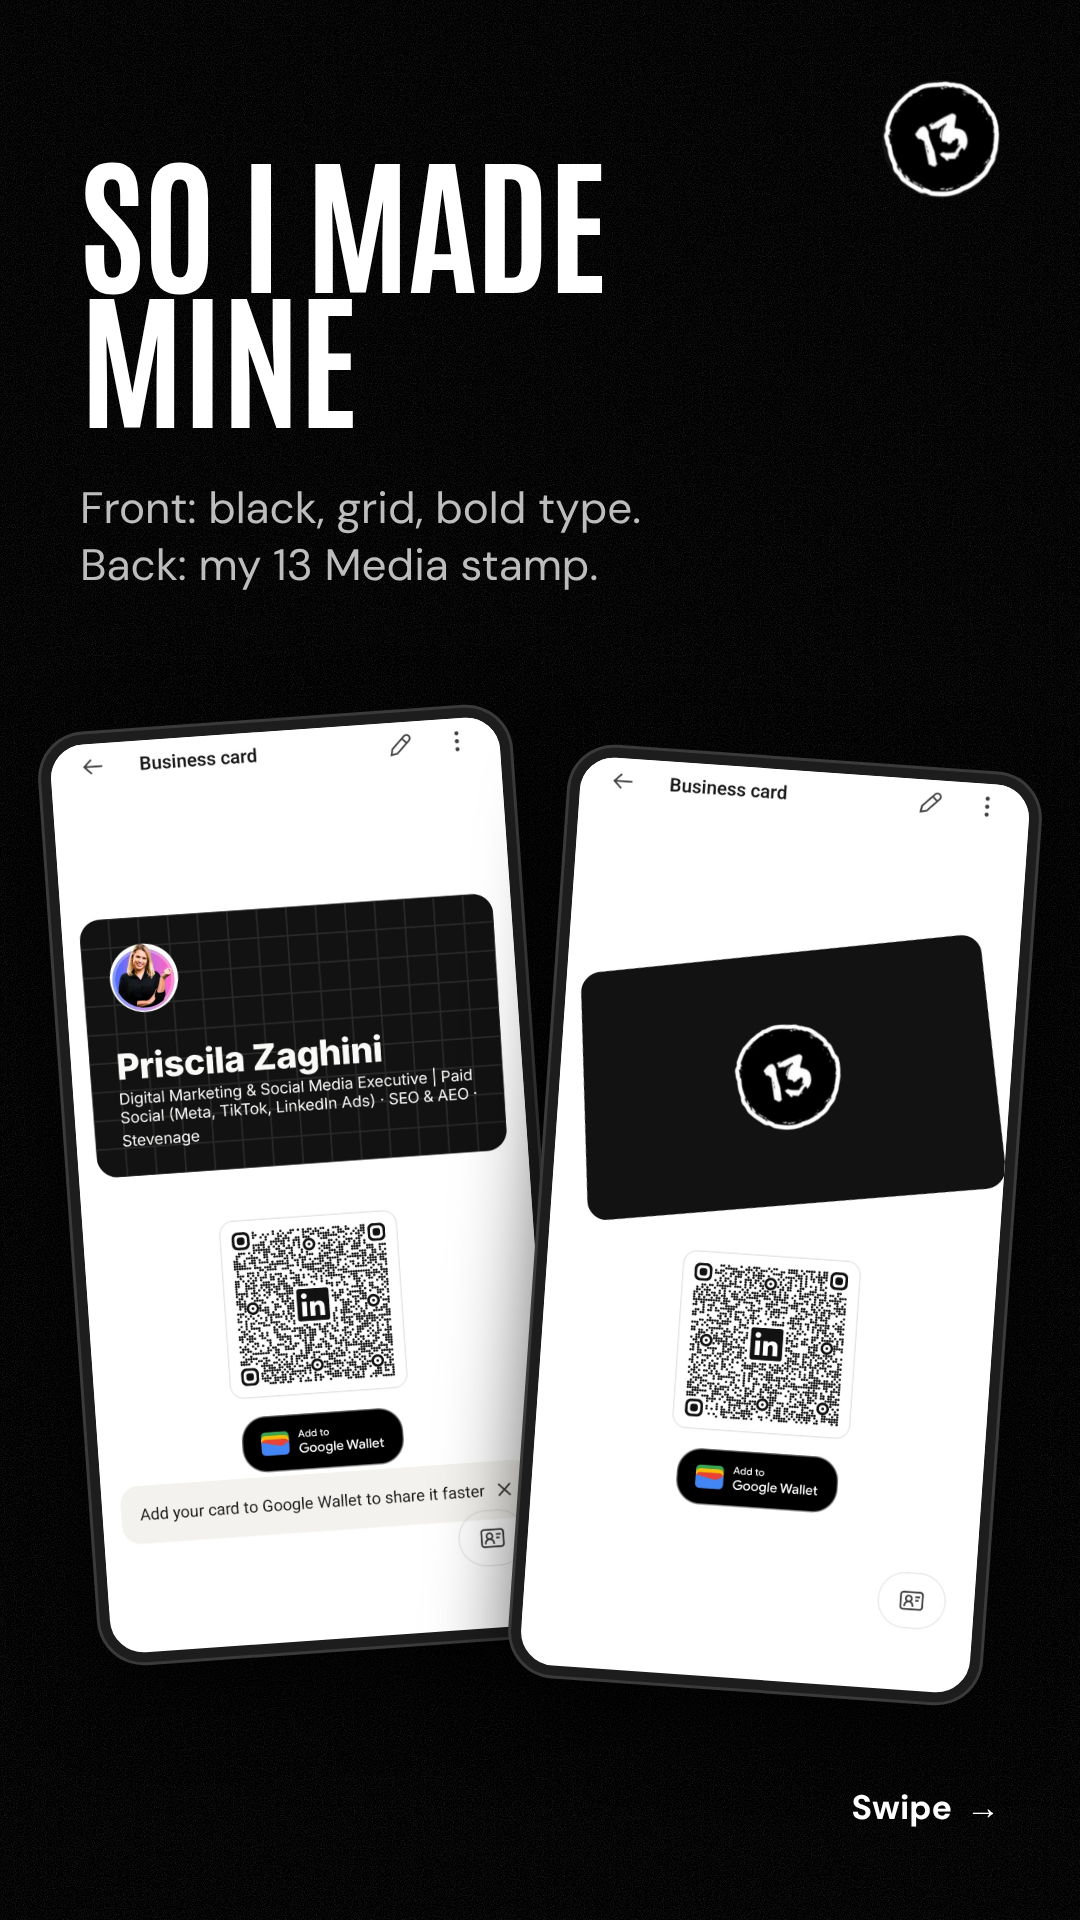 13
SO I MADE
MINE
Front: black, grid, bold type.
Back: my 13 Media stamp.
Business card
Priscila Zaghini
Digital Marketing & Social Media Executive | Paid
Social (Meta, TikTok, LinkedIn Ads) · SEO & AEO ·
Stevenage
in
Add to
Google Wallet
Add your card to Google Wallet to share it faster
Business card
13
in
Add to
Google Wallet
Swipe →